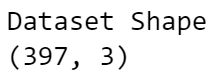 Dataset Shape
(397, 3)